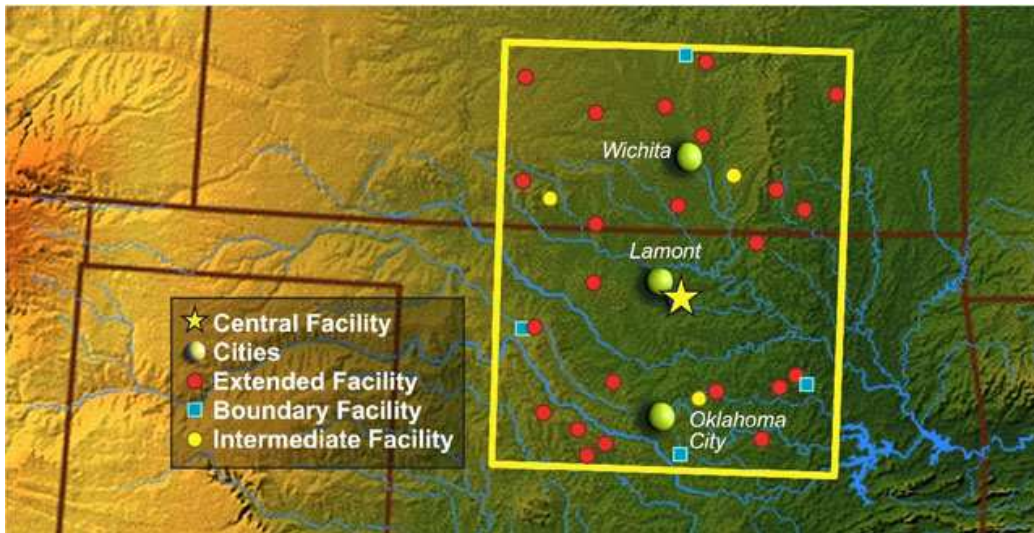 Wichita
Lamont
Central Facility
Cities
Extended Facility
Boundary Facility
Intermediate Facility
Oklahoma
City